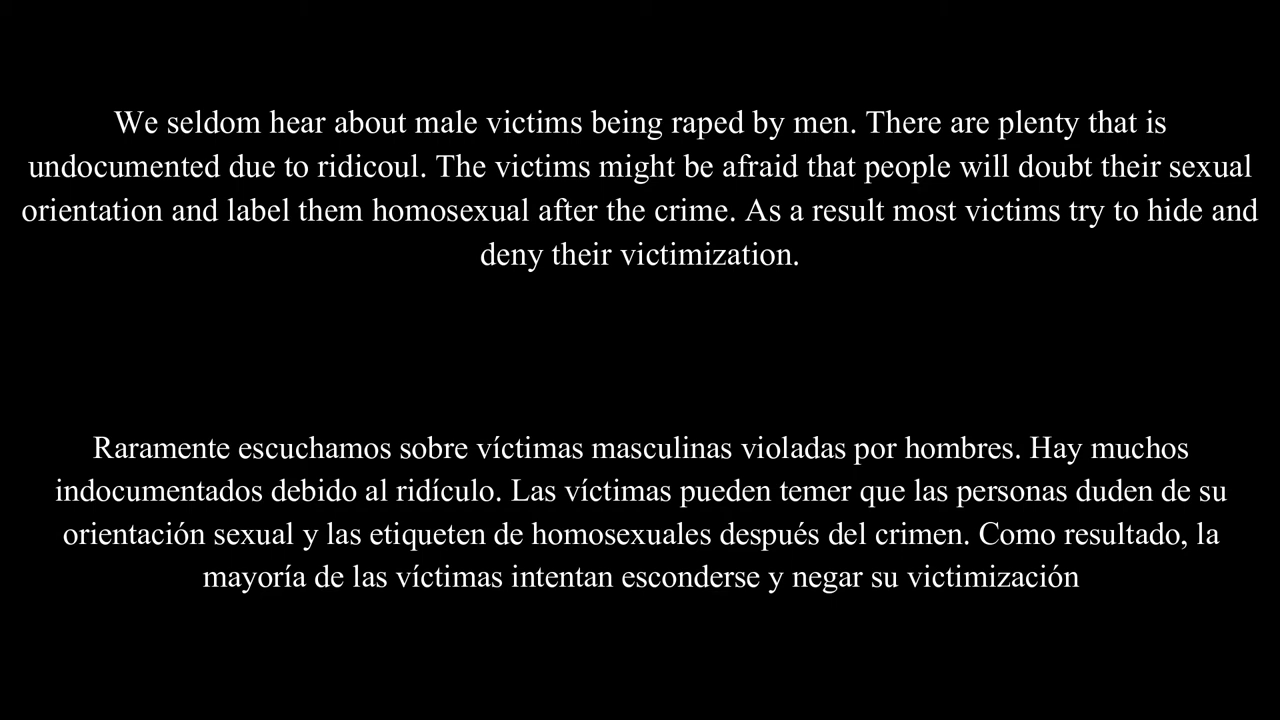 We seldom hear about male victims being raped by men. There are plenty that is
undocumented due to ridicoul. The victims might be afraid that people will doubt their sexual
orientation and label them homosexual after the crime. As a result most victims try to hide and
deny their victimization.
Raramente escuchamos sobre víctimas masculinas violadas por hombres. Hay muchos
indocumentados debido al ridículo. Las víctimas pueden temer que las personas duden de su
orientación sexual y las etiqueten de homosexuales después del crimen. Como resultado, la
mayoría de las víctimas intentan esconderse y negar su victimización